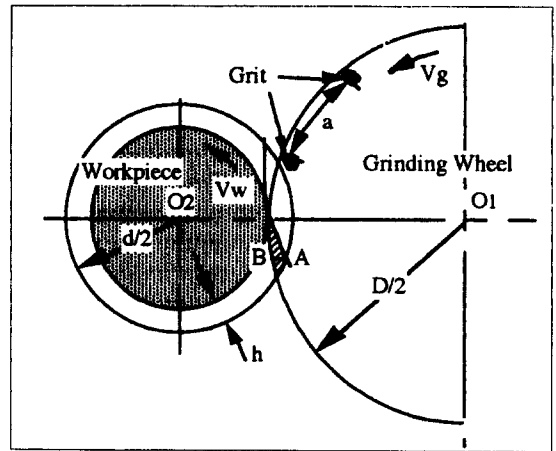 Grit
Vg
a
Workpiece
Grinding Wheel
Vw
O2
O1
d/2
B
A
D/2
h